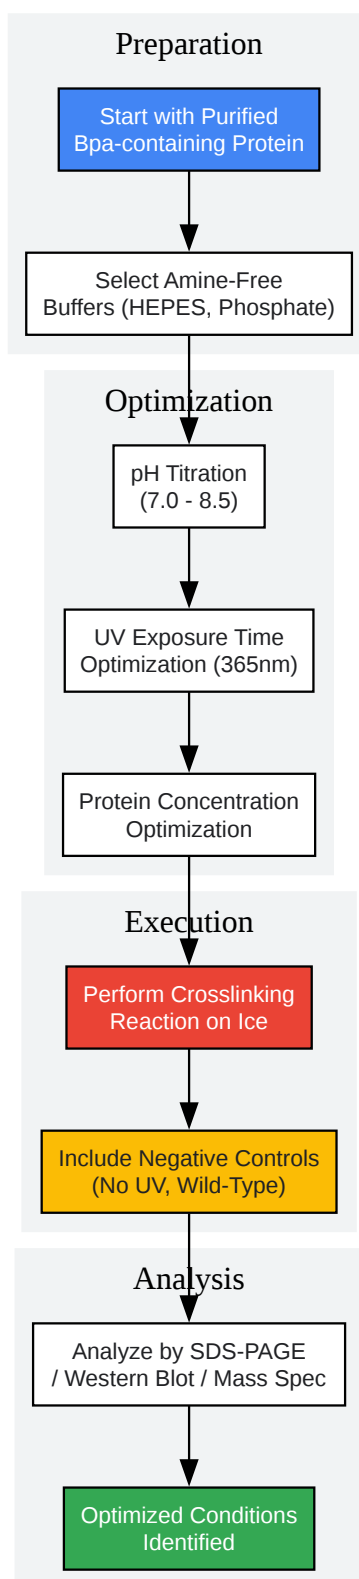 Preparation
Start with Purified
Bpa-containing Protein
Select Amine-Free
Buffers (HEPES, Phosphate)
Optimization
pH Titration
(7.0 - 8.5)
UV Exposure Time
Optimization (365nm)
Protein Concentration
Optimization
Execution
Perform Crosslinking
Reaction on Ice
Include Negative Controls
(No UV, Wild-Type)
Analysis
Analyze by SDS-PAGE
/ Western Blot / Mass Spec
Optimized Conditions
Identified